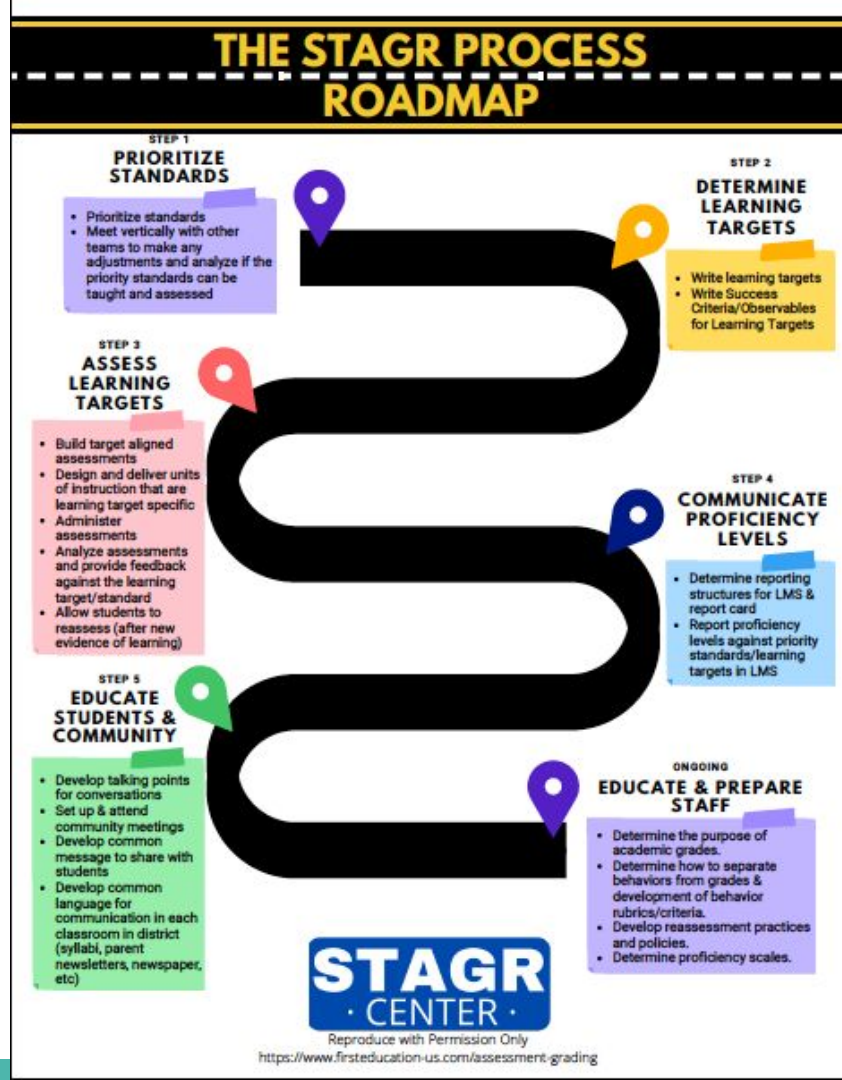 THE STAGR PROCESS
ROADMAP
STEP 1
PRIORITIZE
STANDARDS
• Prioritize standards
• Meet vertically with other
teams to make any
adjustments and analyze if the
priority standards can be
taught and assessed
STEP 2
DETERMINE
LEARNING
TARGETS
• Write learning targets
• Write Success
Criteria/Observables
for Learning Targets
STEP 3
ASSESS
LEARNING
TARGETS
• Build target aligned
assessments
• Design and deliver units
of instruction that are
learning target specific
• Administer
assessments
• Analyze assessments
and provide feedback
against the learning
target/standard
• Allow students to
reassess (after new
evidence of learning)
STEP 4
COMMUNICATE
PROFICIENCY
LEVELS
• Determine reporting
structures for LMS &
report card
• Report proficiency
levels against priority
standards/learning
targets in LMS
STEP 5
EDUCATE
STUDENTS &
COMMUNITY
• Develop talking points
for conversations
• Set up & attend
community meetings
• Develop common
message to share with
students
• Develop common
language for
communication in each
classroom in district
(syllabi, parent
newsletters, newspaper,
etc)
ONGOING
EDUCATE & PREPARE
STAFF
• Determine the purpose of
academic grades.
• Determine how to separate
behaviors from grades &
development of behavior
rubrics/criteria.
• Develop reassessment practices
and policies.
• Determine proficiency scales.
STAGR
· CENTER ·
Reproduce with Permission Only
https://www.firsteducation-us.com/assessment-grading